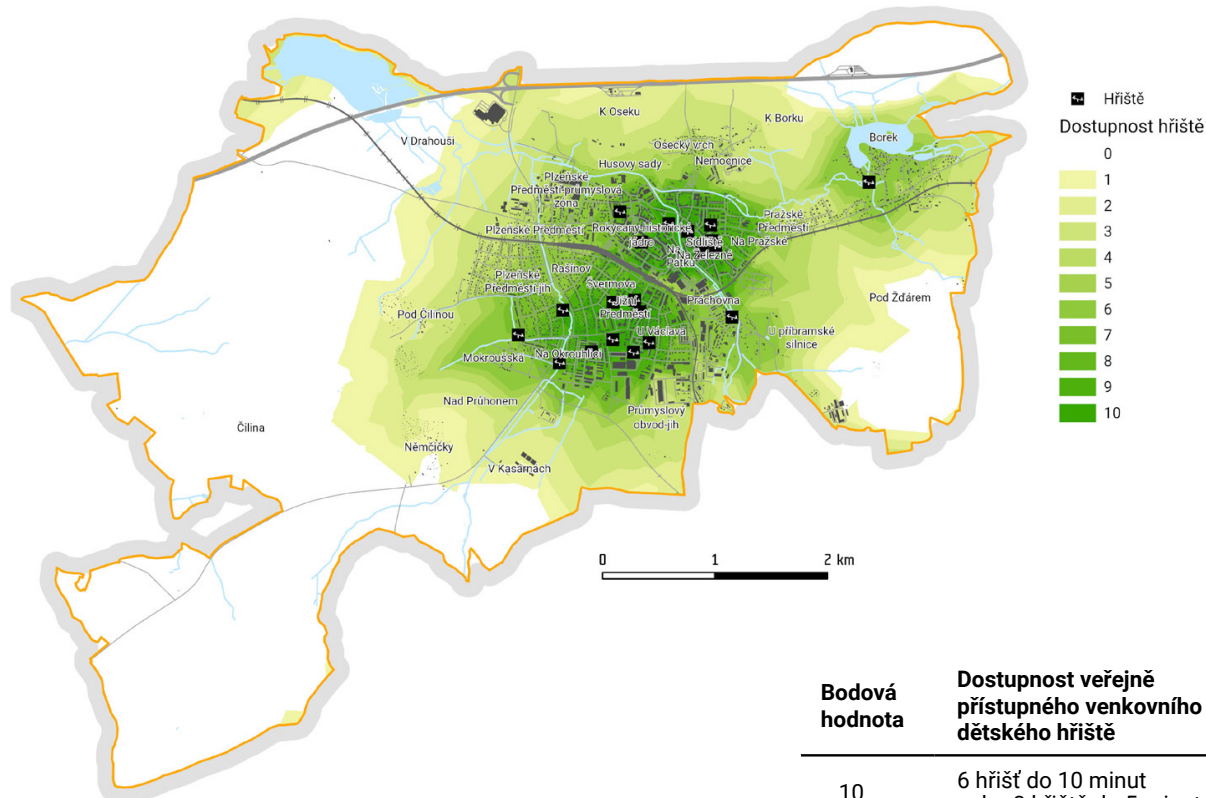 K Oseku
K Borku
V Drahouši
Borek
Osecký vrch
Nemocnice
Husovy sady
Plzeňské
Předměstí-průmyslová
zóna
Pražské
Předměstí
Plzeňské Předměstí
Rokycany-historické
jádro
Sídliště
Na Pražské
Na
Pátku
Na Železné
Rašínov
Plzeňské
Předměstí-jih
Švermova
Práchovna
Pod Žďárem
Jižní
Předměstí
Pod Čilinou
U Václava
U příbramské
silnice
Mokroušská
Na Okrouhlici
Nad Průhonem
Průmyslový
obvod-jih
Čilina
Němčičky
V Kasárnách
0 1 2 km
Hřiště
Dostupnost hřiště
0
1
2
3
4
5
6
7
8
9
10
Bodová
hodnota
Dostupnost veřejně
přístupného venkovního
dětského hřiště
10
6 hřišť do 10 minut